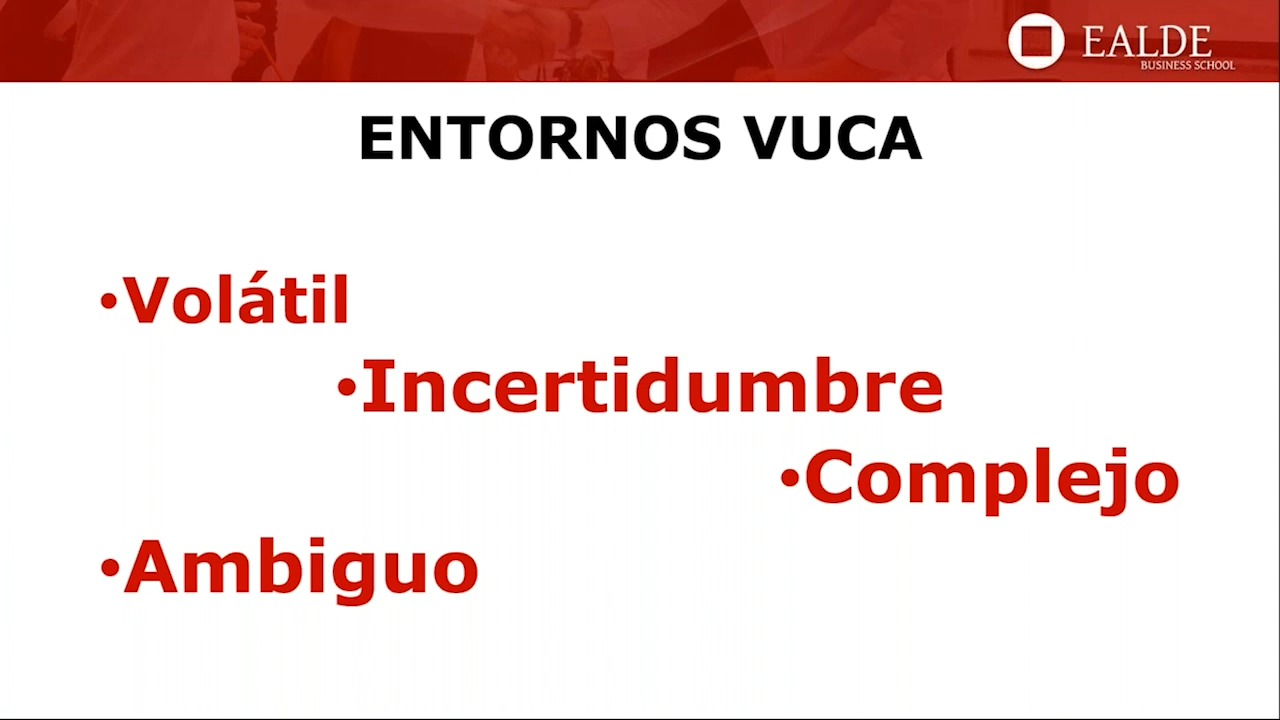 EALDE
BUSINESS SCHOOL
ENTORNOS VUCA
•Volátil
•Incertidumbre
•Complejo
•Ambiguo